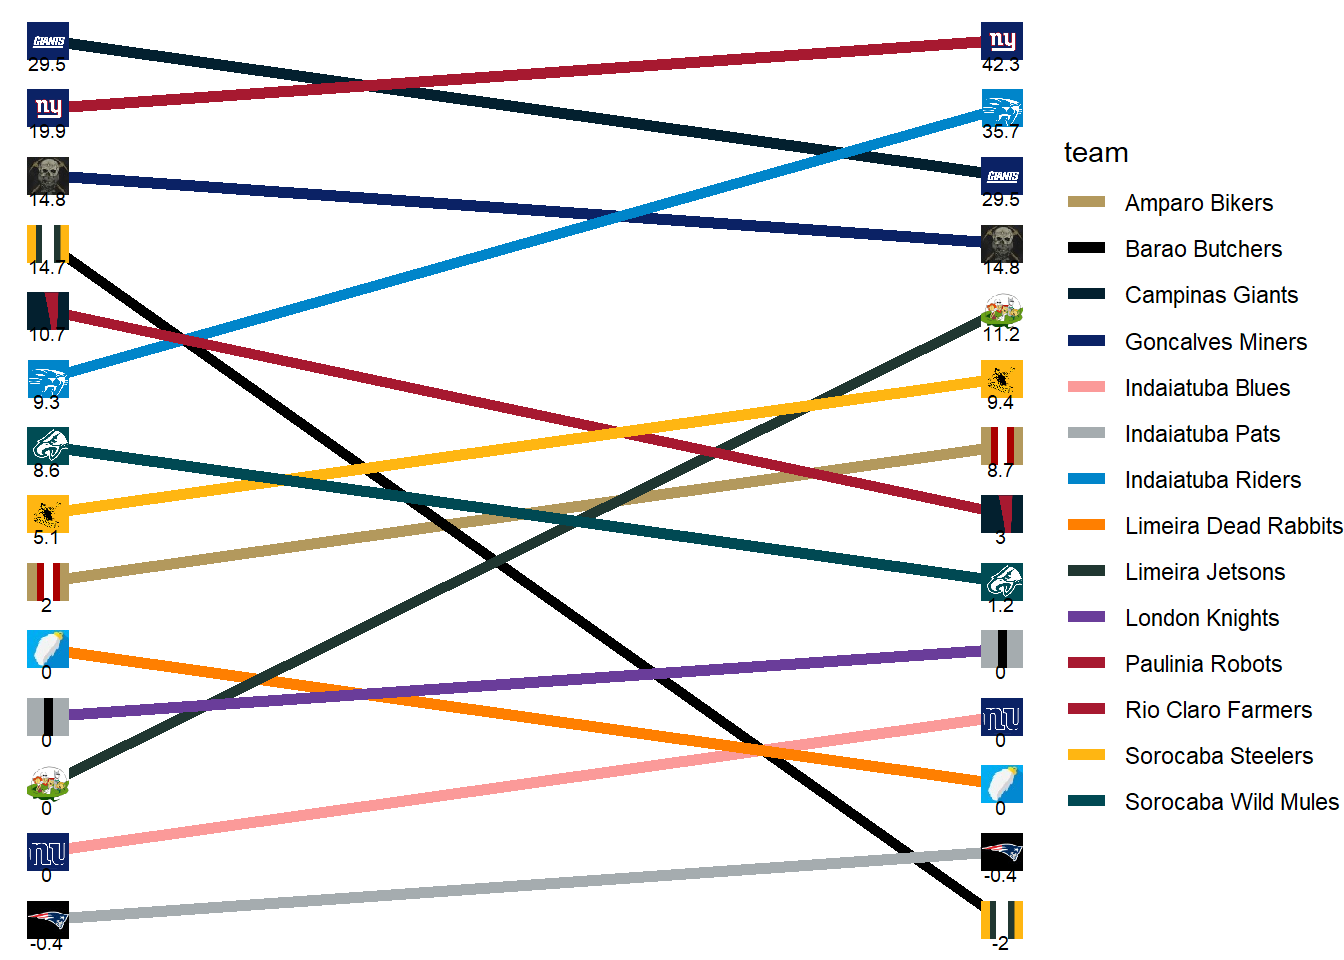 GIANTS
29.5
ny
19.9
14.8
14.7
10.7
9.3
8.6
5.1
2
0
0
0
nu
0
-0.4
ny
42.3
35.7
GIANTS
29.5
14.8
11.2
9.4
8.7
3
1.2
0
nu
0
0
-0.4
-2
team
Amparo Bikers
Barao Butchers
Campinas Giants
Goncalves Miners
Indaiatuba Blues
Indaiatuba Pats
Indaiatuba Riders
Limeira Dead Rabbits
Limeira Jetsons
London Knights
Paulinia Robots
Rio Claro Farmers
Sorocaba Steelers
Sorocaba Wild Mules